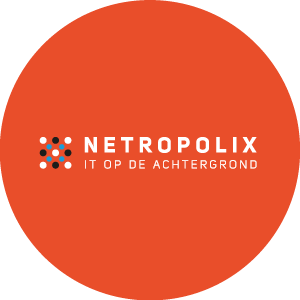 NETROPOLIX
IT OP DE ACHTERGROND